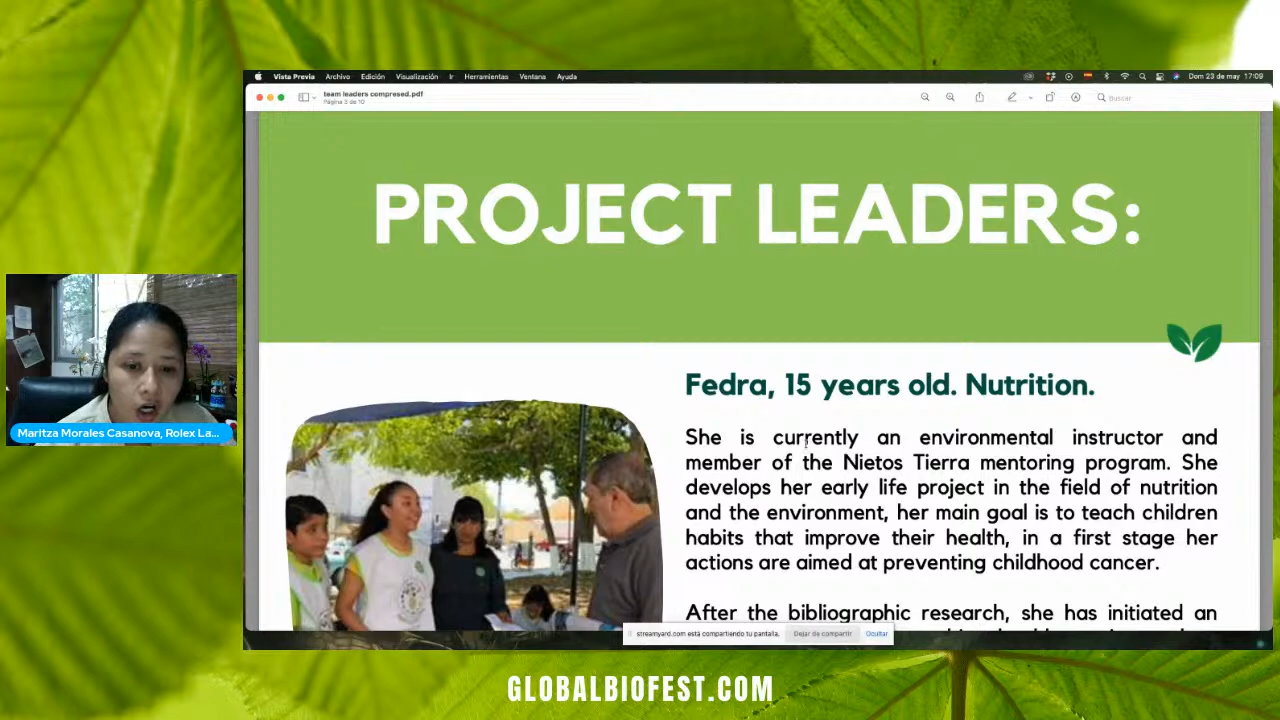 Vista Previa Archivo Edición Visualización Ir Herramientas Ventana Ayuda
Dom 23 de may 17:09
team leaders compresed.pdf
Página 3 de 10
Buscar
PROJECT LEADERS:
Fedra, 15 years old. Nutrition.
She is currently an environmental instructor and
member of the Nietos Tierra mentoring program. She
develops her early life project in the field of nutrition
and the environment, her main goal is to teach children
habits that improve their health, in a first stage her
actions are aimed at preventing childhood cancer.
After the bibliographic research, she has initiated an
Maritza Morales Casanova, Rolex La...
streamyard.com está compartiendo tu pantalla.
Dejar de compartir
Ocultar
GLOBALBIOFEST.COM